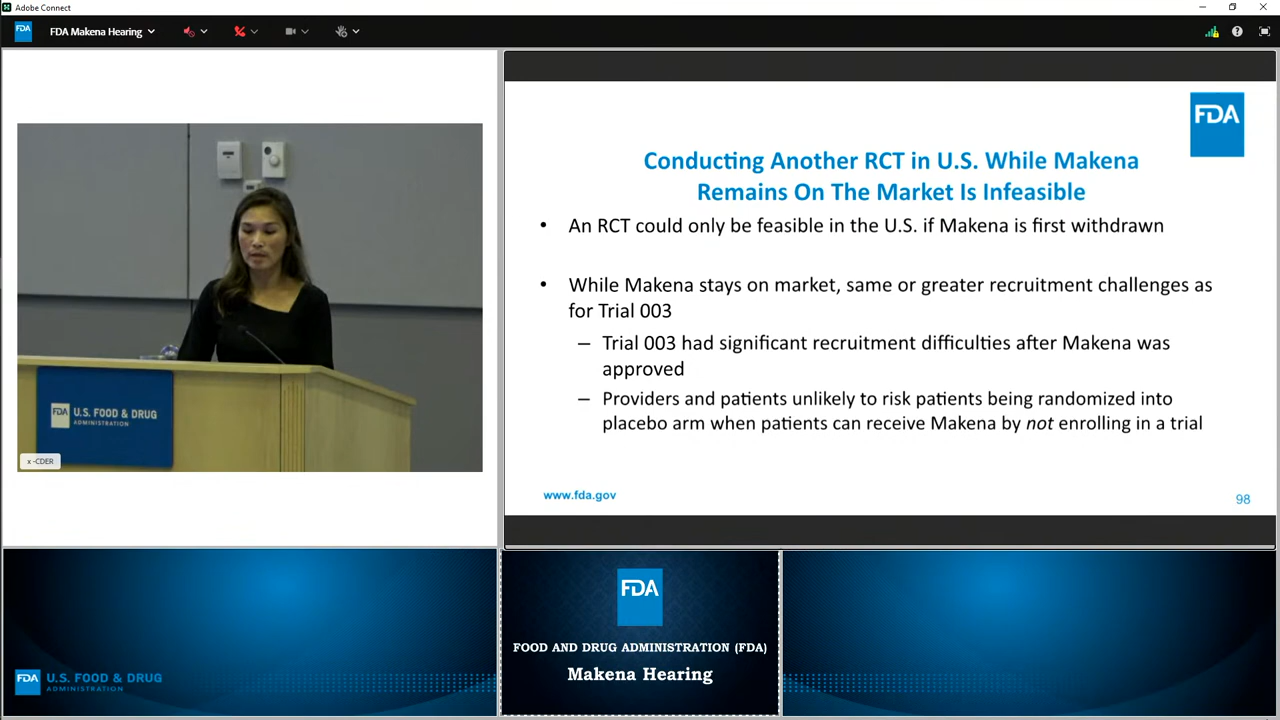 Adobe Connect
FDA
FDA Makena Hearing
FDA
U.S. FOOD & DRUG
ADMINISTRATION
x -CDER
FDA
Conducting Another RCT in U.S. While Makena
Remains On The Market Is Infeasible
• An RCT could only be feasible in the U.S. if Makena is first withdrawn
• While Makena stays on market, same or greater recruitment challenges as
for Trial 003
– Trial 003 had significant recruitment difficulties after Makena was
approved
– Providers and patients unlikely to risk patients being randomized into
placebo arm when patients can receive Makena by not enrolling in a trial
www.fda.gov
98
FDA
U.S. FOOD & DRUG
ADMINISTRATION
FDA
FOOD AND DRUG ADMINISTRATION (FDA)
Makena Hearing